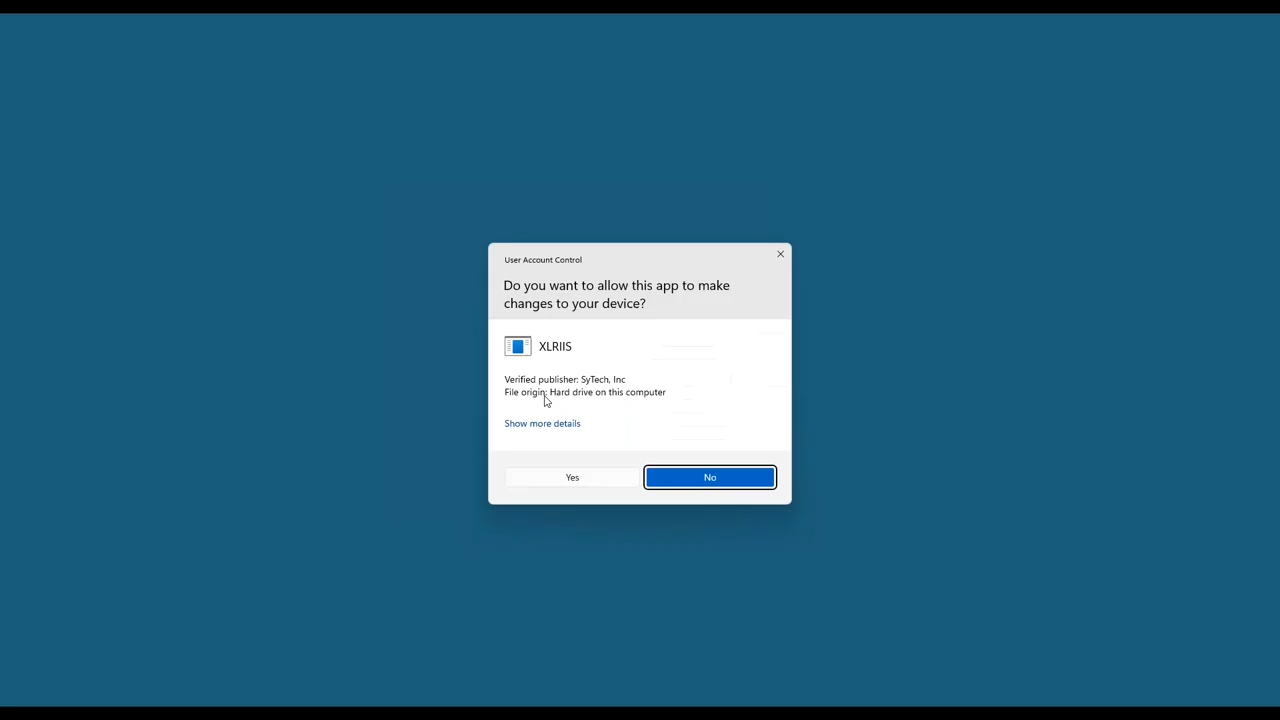 User Account Control
Do you want to allow this app to make
changes to your device?
XLRIIS
Verified publisher: SyTech, Inc
File origin: Hard drive on this computer
Show more details
Yes
No